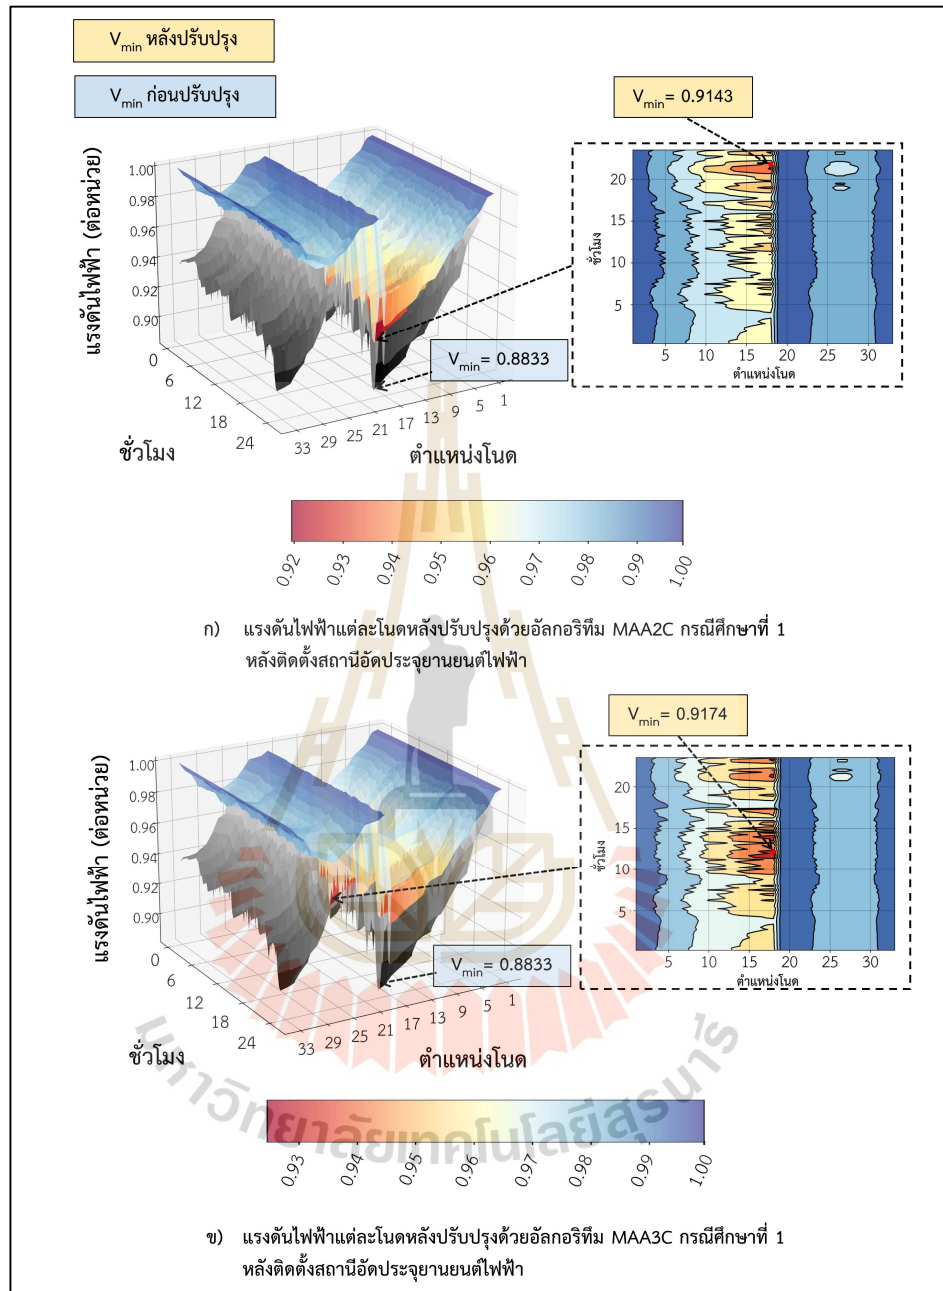 Vmin หลังปรับปรุง
Vmin ก่อนปรับปรุง
Vmin = 0.9143
1.00
0.98
0.96
0.94
0.92
0.90
แรงดันไฟฟ้า (ต่อหน่วย)
0
6
12
18
24
ชั่วโมง
33 29 25 21 17 13 9 5 1
ตำแหน่งโนด
Vmin = 0.8833
20
15
10
5
ชั่วโมง
5 10 15 20 25 30
ตำแหน่งโนด
0.92 0.93 0.94 0.95 0.96 0.97 0.98 0.99 1.00
ก) แรงดันไฟฟ้าแต่ละโนดหลังปรับปรุงด้วยอัลกอริทึม MAA2C กรณีศึกษาที่ 1
หลังติดตั้งสถานีอัดประจุยานยนต์ไฟฟ้า
Vmin = 0.9174
1.00
0.98
0.96
0.94
0.92
0.90
แรงดันไฟฟ้า (ต่อหน่วย)
0
6
12
18
24
ชั่วโมง
33 29 25 21 17 13 9 5 1
ตำแหน่งโนด
Vmin = 0.8833
20
15
10
5
ชั่วโมง
5 10 15 20 25 30
ตำแหน่งโนด
มหาวิทยาลัยเทคโนโลยีสุรนารี
0.93 0.94 0.95 0.96 0.97 0.98 0.99 1.00
ข) แรงดันไฟฟ้าแต่ละโนดหลังปรับปรุงด้วยอัลกอริทึม MAA3C กรณีศึกษาที่ 1
หลังติดตั้งสถานีอัดประจุยานยนต์ไฟฟ้า